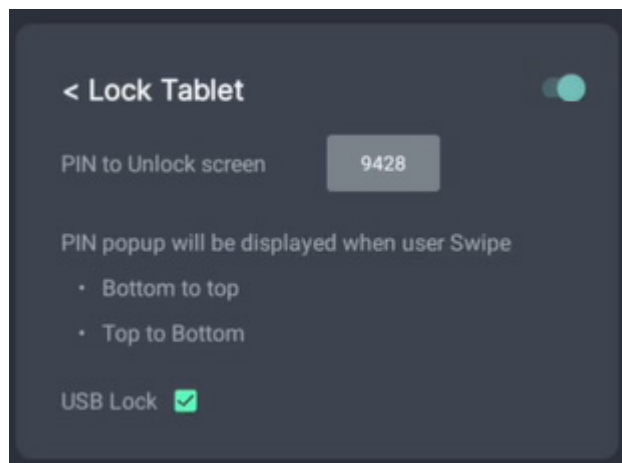 < Lock Tablet
PIN to Unlock screen 9428
PIN popup will be displayed when user Swipe
• Bottom to top
• Top to Bottom
USB Lock